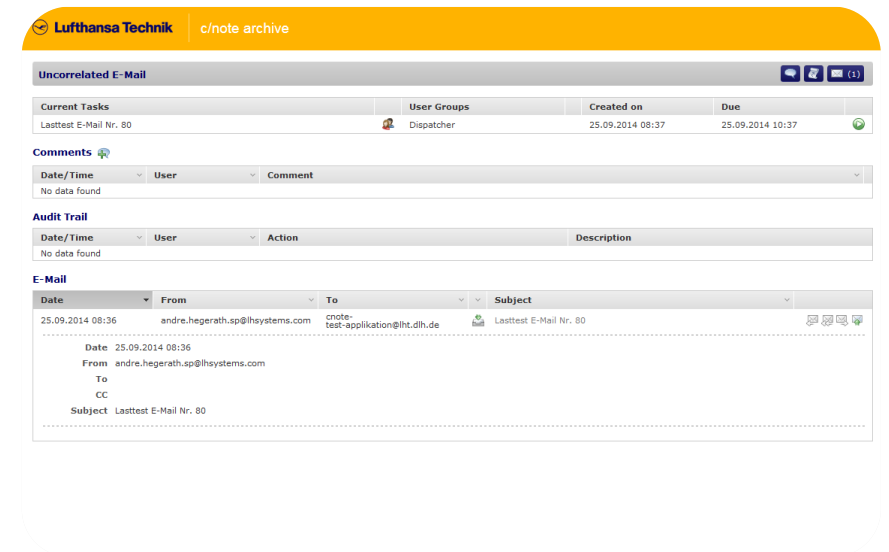 Lufthansa Technik c/note archive
Uncorrelated E-Mail (1)
Current Tasks User Groups Created on Due
Lasttest E-Mail Nr. 80 Dispatcher 25.09.2014 08:37 25.09.2014 10:37
Comments
Date/Time User Comment
No data found
Audit Trail
Date/Time User Action Description
No data found
E-Mail
Date From To Subject
25.09.2014 08:36 andre.hegerath.sp@lhsystems.com cnote-
test-applikation@lht.dlh.de Lasttest E-Mail Nr. 80
Date 25.09.2014 08:36
From andre.hegerath.sp@lhsystems.com
To
CC
Subject Lasttest E-Mail Nr. 80